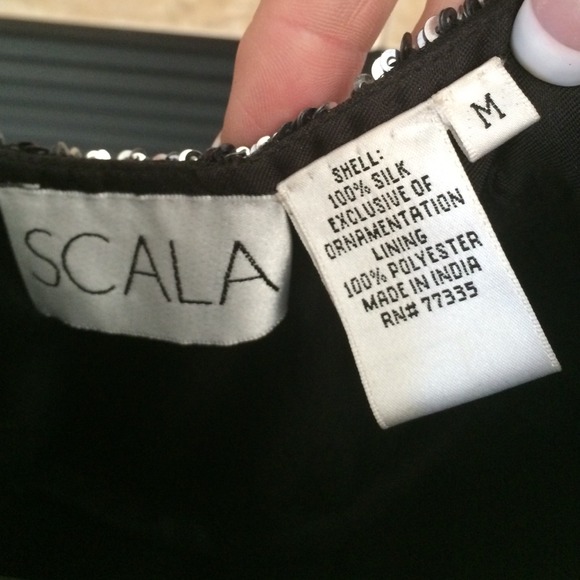 SCALA
M
SHELL:
100% SILK
EXCLUSIVE OF
ORNAMENTATION
LINING
100% POLYESTER
MADE IN INDIA
RN# 77335